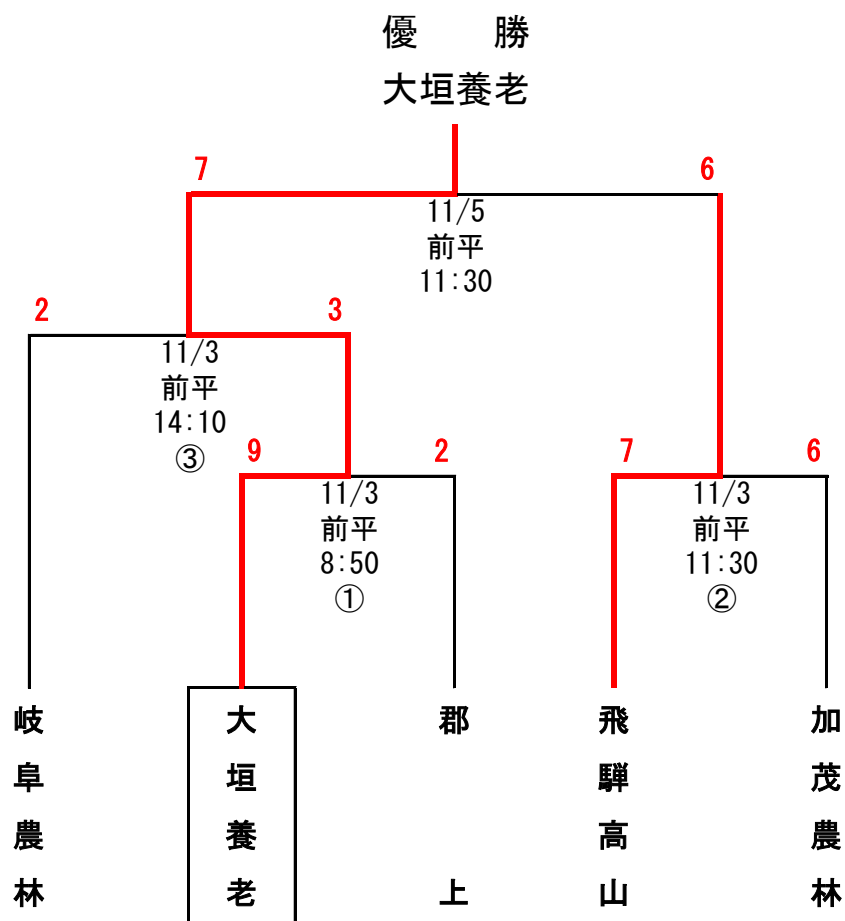 優　勝
大垣養老
7
6
11/5
前平
11:30
2
3
11/3
前平
14:10
③
9
2
7
6
11/3
前平
8:50
①
11/3
前平
11:30
②
岐阜農林
大垣養老
郡上
飛騨高山
加茂農林